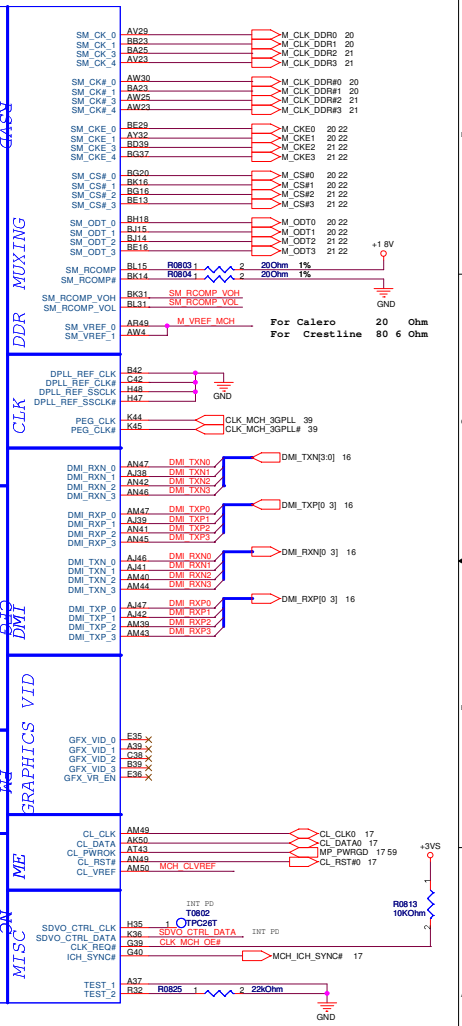 SM_CK_0 AV29 M_CLK_DDR0 20
SM_CK_1 BB23 M_CLK_DDR1 20
SM_CK_3 BA25 M_CLK_DDR2 21
SM_CK_4 AV23 M_CLK_DDR3 21
SM_CK#_0 AW30 M_CLK_DDR#0 20
SM_CK#_1 BA23 M_CLK_DDR#1 20
SM_CK#_3 AW25 M_CLK_DDR#2 21
SM_CK#_4 AW23 M_CLK_DDR#3 21
SM_CKE_0 BE29 M_CKE0 20 22
SM_CKE_1 AY32 M_CKE1 20 22
SM_CKE_3 BD39 M_CKE2 21 22
SM_CKE_4 BG37 M_CKE3 21 22
SM_CS#_0 BG20 M_CS#0 20 22
SM_CS#_1 BK16 M_CS#1 20 22
SM_CS#_2 BG16 M_CS#2 21 22
SM_CS#_3 BE13 M_CS#3 21 22
SM_ODT_0 BH18 M_ODT0 20 22
SM_ODT_1 BJ15 M_ODT1 20 22
SM_ODT_2 BJ14 M_ODT2 21 22
SM_ODT_3 BE16 M_ODT3 21 22
+1 8V
SM_RCOMP BL15 R0803 1 2 20Ohm 1%
SM_RCOMP# BK14 R0804 1 2 20Ohm 1%
GND
SM_RCOMP_VOH BK31 SM_RCOMP_VOH
SM_RCOMP_VOL BL31 SM_RCOMP_VOL
SM_VREF_0 AR49 M_VREF_MCH
SM_VREF_1 AW4
For Calero 20 Ohm
For Crestline 80 6 Ohm
DDR MUXING
RSVD
DPLL_REF_CLK B42
DPLL_REF_CLK# C42
DPLL_REF_SSCLK H48
DPLL_REF_SSCLK# H47
GND
PEG_CLK K44 CLK_MCH_3GPLL 39
PEG_CLK# K45 CLK_MCH_3GPLL# 39
CLK
DMI_RXN_0 AN47 DMI_TXN0 DMI_TXN[3:0] 16
DMI_RXN_1 AJ38 DMI_TXN1
DMI_RXN_2 AN42 DMI_TXN2
DMI_RXN_3 AN46 DMI_TXN3
DMI_RXP_0 AM47 DMI_TXP0 DMI_TXP[0 3] 16
DMI_RXP_1 AJ39 DMI_TXP1
DMI_RXP_2 AN41 DMI_TXP2
DMI_RXP_3 AN45 DMI_TXP3
DMI_TXN_0 AJ46 DMI_RXN0 DMI_RXN[0 3] 16
DMI_TXN_1 AJ41 DMI_RXN1
DMI_TXN_2 AM40 DMI_RXN2
DMI_TXN_3 AM44 DMI_RXN3
DMI_TXP_0 AJ47 DMI_RXP0 DMI_RXP[0 3] 16
DMI_TXP_1 AJ42 DMI_RXP1
DMI_TXP_2 AM39 DMI_RXP2
DMI_TXP_3 AM43 DMI_RXP3
DMI
CFG
GFX_VID_0 E35
GFX_VID_1 A39
GFX_VID_2 C38
GFX_VID_3 B39
GFX_VR_EN E36
GRAPHICS VID
PM
CL_CLK AM49 CL_CLK0 17
CL_DATA AK50 CL_DATA0 17
CL_PWROK AT43 MP_PWRGD 17 59
CL_RST# AN49 CL_RST#0 17
CL_VREF AM50 MCH_CLVREF
ME
+3VS
R0813
10KOhm
1
2
INT PD
T0802
SDVO_CTRL_CLK H35 1 TPC26T
SDVO_CTRL_DATA K36 SDVO_CTRL_DATA INT PD
CLK_REQ# G39 CLK_MCH_OE#
ICH_SYNC# G40 MCH_ICH_SYNC# 17
TEST_1 A37
TEST_2 R32 R0825 1 2 22kOhm
GND
MISC
NC